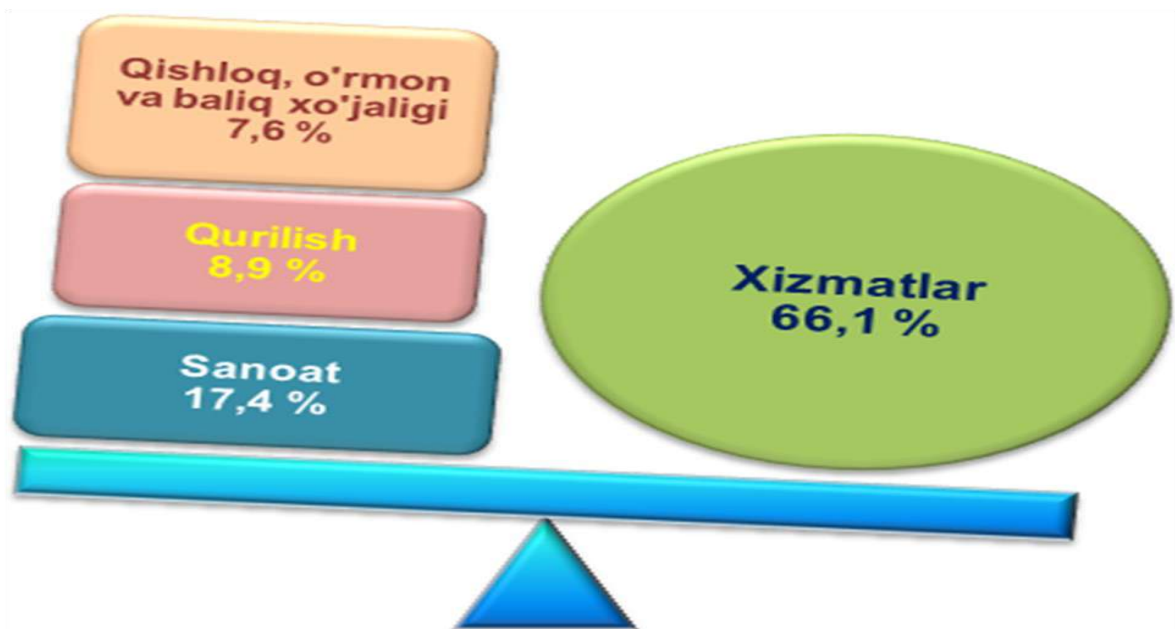 Qishloq, o'rmon
va baliq xo'jaligi
7,6 %
Qurilish
8,9 %
Sanoat
17,4 %
Xizmatlar
66,1 %